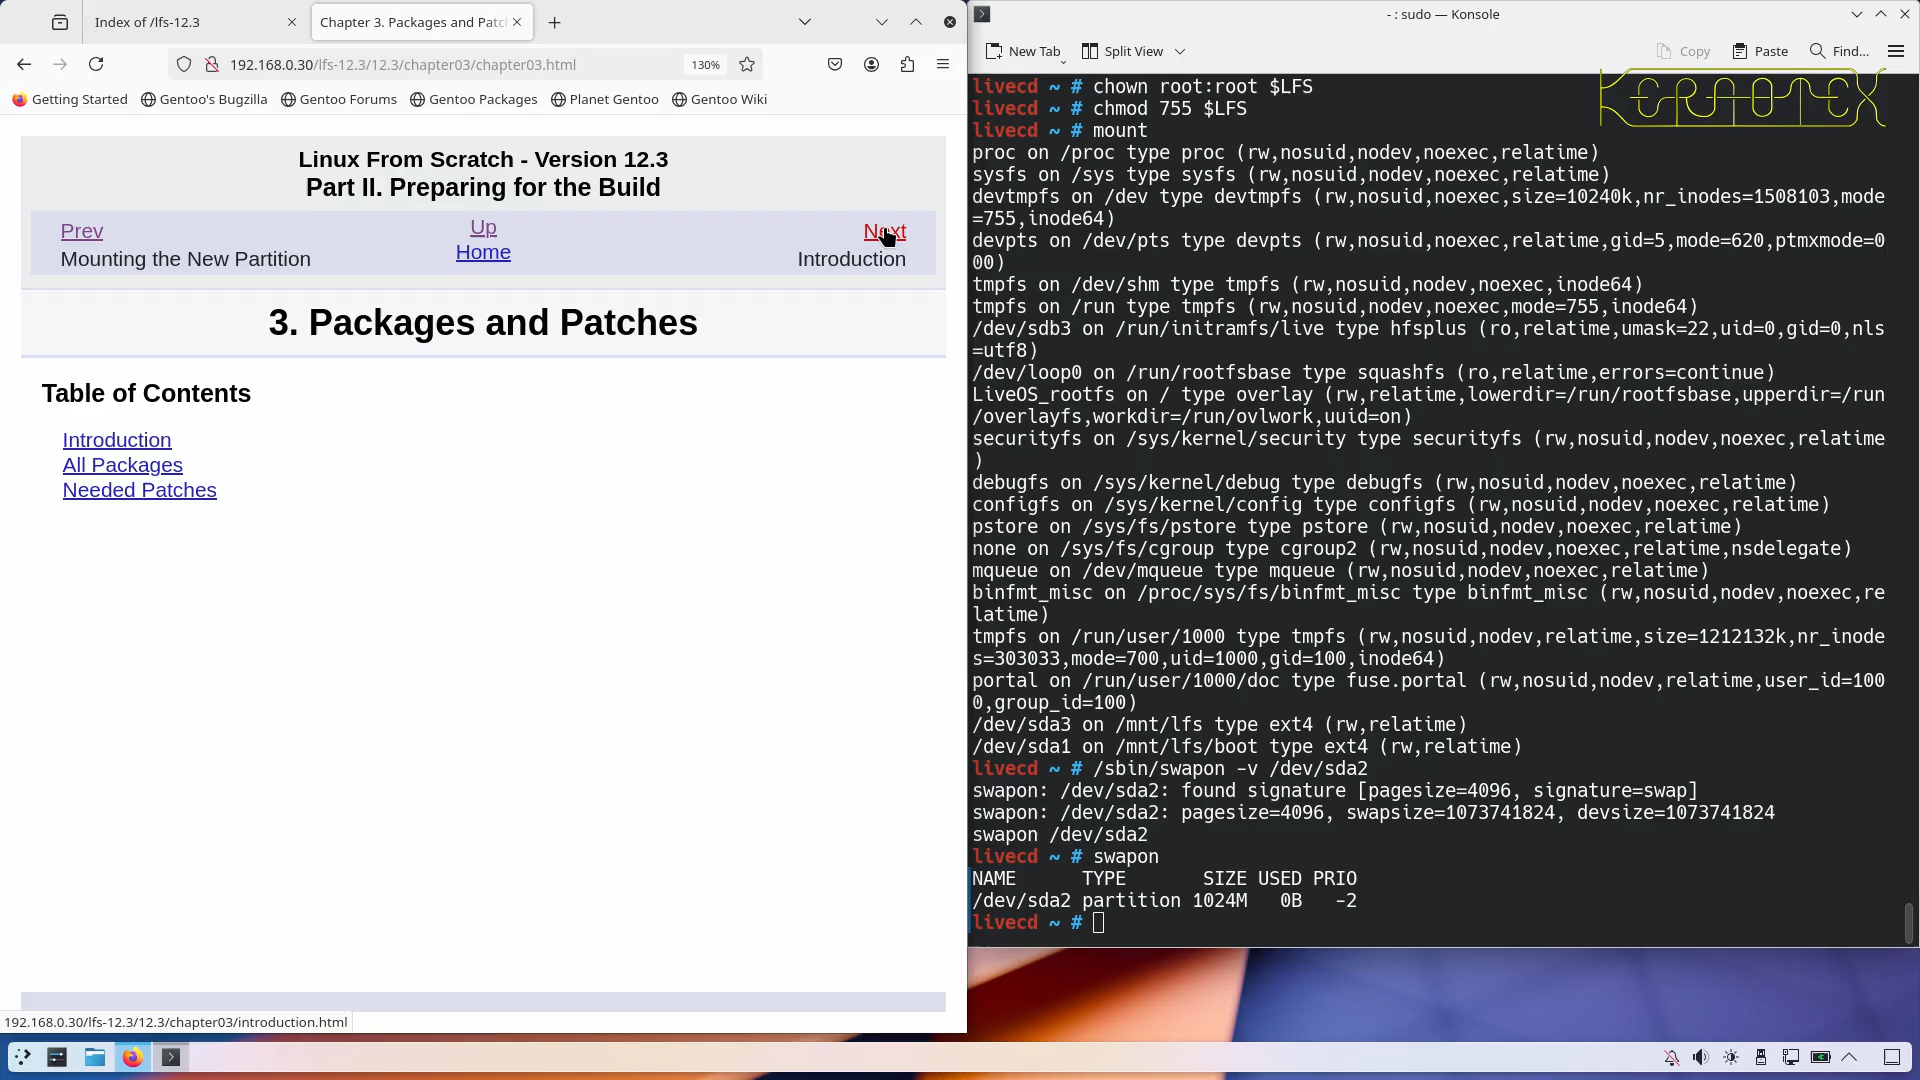 Index of /lfs-12.3
Chapter 3. Packages and Patc
192.168.0.30/lfs-12.3/12.3/chapter03/chapter03.html
130%
Getting Started
Gentoo's Bugzilla
Gentoo Forums
Gentoo Packages
Planet Gentoo
Gentoo Wiki
Linux From Scratch - Version 12.3
Part II. Preparing for the Build
Prev
Up
Next
Mounting the New Partition
Home
Introduction
3. Packages and Patches
Table of Contents
Introduction
All Packages
Needed Patches
192.168.0.30/lfs-12.3/12.3/chapter03/introduction.html
- : sudo — Konsole
New Tab
Split View
Copy
Paste
Find...
KERAOTEX
livecd ~ # chown root:root $LFS
livecd ~ # chmod 755 $LFS
livecd ~ # mount
proc on /proc type proc (rw,nosuid,nodev,noexec,relatime)
sysfs on /sys type sysfs (rw,nosuid,nodev,noexec,relatime)
devtmpfs on /dev type devtmpfs (rw,nosuid,noexec,size=10240k,nr_inodes=1508103,mode
=755,inode64)
devpts on /dev/pts type devpts (rw,nosuid,noexec,relatime,gid=5,mode=620,ptmxmode=0
00)
tmpfs on /dev/shm type tmpfs (rw,nosuid,nodev,noexec,inode64)
tmpfs on /run type tmpfs (rw,nosuid,nodev,noexec,mode=755,inode64)
/dev/sdb3 on /run/initramfs/live type hfsplus (ro,relatime,umask=22,uid=0,gid=0,nls
=utf8)
/dev/loop0 on /run/rootfsbase type squashfs (ro,relatime,errors=continue)
LiveOS_rootfs on / type overlay (rw,relatime,lowerdir=/run/rootfsbase,upperdir=/run
/overlayfs,workdir=/run/ovlwork,uuid=on)
securityfs on /sys/kernel/security type securityfs (rw,nosuid,nodev,noexec,relatime
)
debugfs on /sys/kernel/debug type debugfs (rw,nosuid,nodev,noexec,relatime)
configfs on /sys/kernel/config type configfs (rw,nosuid,nodev,noexec,relatime)
pstore on /sys/fs/pstore type pstore (rw,nosuid,nodev,noexec,relatime)
none on /sys/fs/cgroup type cgroup2 (rw,nosuid,nodev,noexec,relatime,nsdelegate)
mqueue on /dev/mqueue type mqueue (rw,nosuid,nodev,noexec,relatime)
binfmt_misc on /proc/sys/fs/binfmt_misc type binfmt_misc (rw,nosuid,nodev,noexec,re
latime)
tmpfs on /run/user/1000 type tmpfs (rw,nosuid,nodev,relatime,size=1212132k,nr_inode
s=303033,mode=700,uid=1000,gid=100,inode64)
portal on /run/user/1000/doc type fuse.portal (rw,nosuid,nodev,relatime,user_id=100
0,group_id=100)
/dev/sda3 on /mnt/lfs type ext4 (rw,relatime)
/dev/sda1 on /mnt/lfs/boot type ext4 (rw,relatime)
livecd ~ # /sbin/swapon -v /dev/sda2
swapon: /dev/sda2: found signature [pagesize=4096, signature=swap]
swapon: /dev/sda2: pagesize=4096, swapsize=1073741824, devsize=1073741824
swapon /dev/sda2
livecd ~ # swapon
NAME      TYPE       SIZE USED PRIO
/dev/sda2 partition 1024M   0B   -2
livecd ~ #